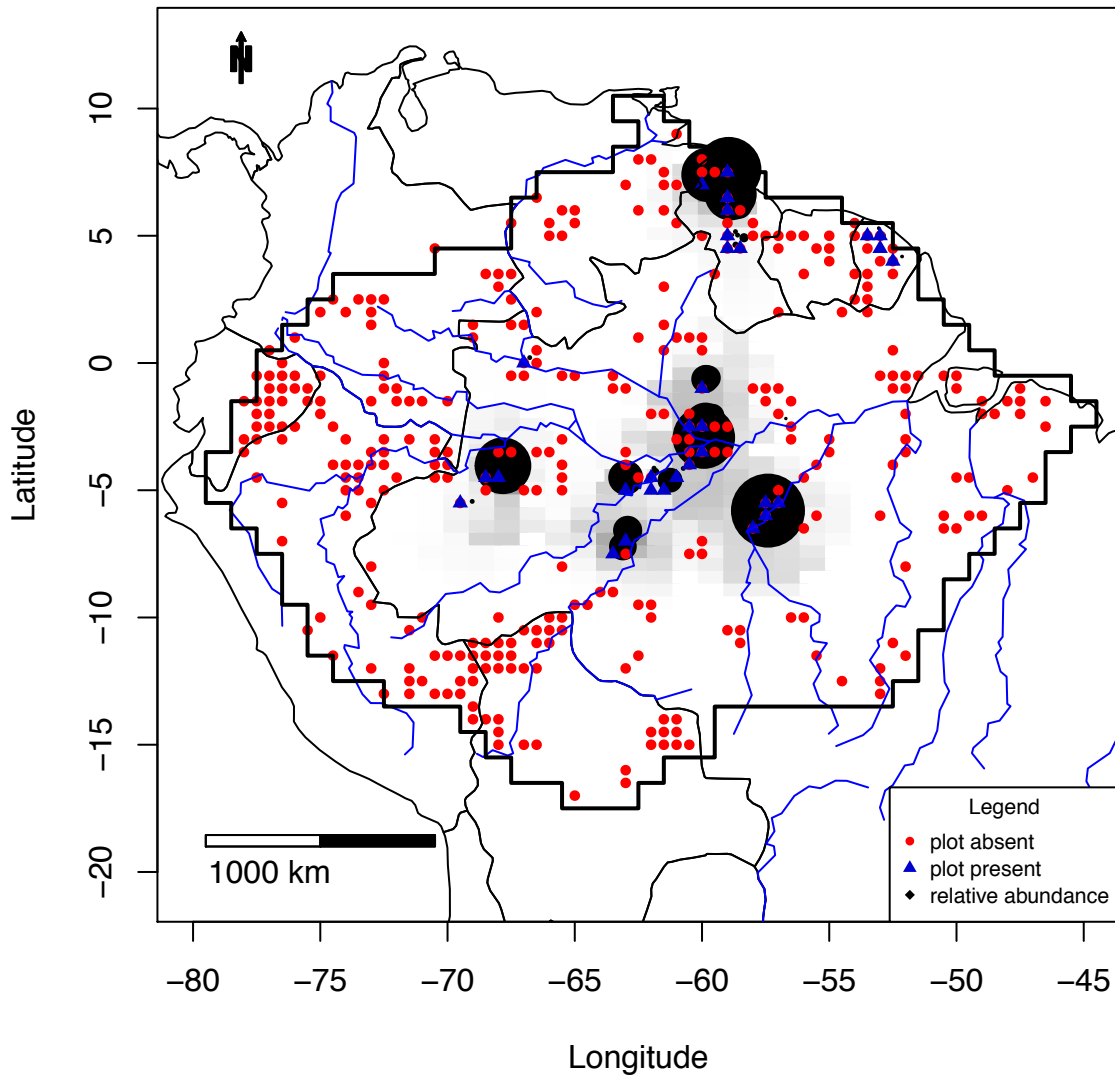 N
10
5
0
−5
−10
−15
−20
Latitude
1000 km
Legend
plot absent
plot present
relative abundance
−80
−75
−70
−65
−60
−55
−50
−45
Longitude